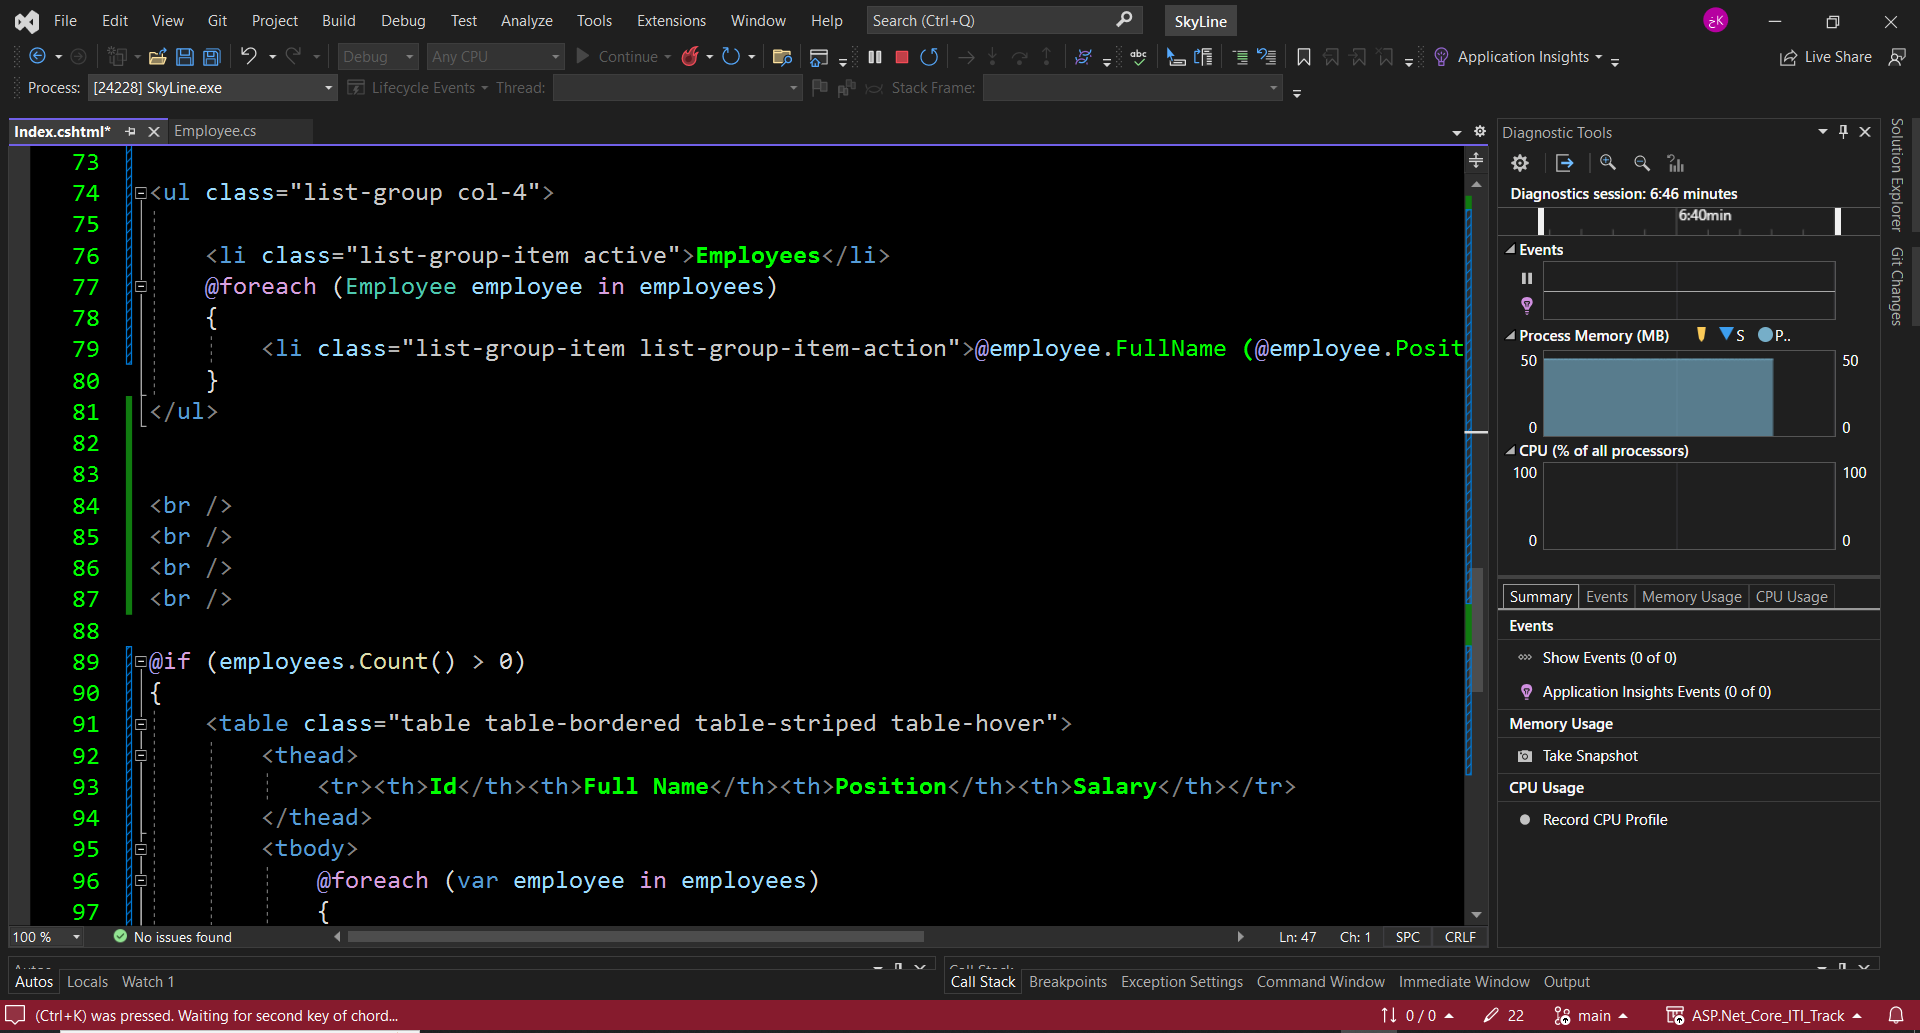 File Edit View Git Project Build Debug Test Analyze Tools Extensions Window Help Search (Ctrl+Q) SkyLine خK
Debug Any CPU Continue abc Application Insights Live Share
Process: [24228] SkyLine.exe Lifecycle Events Thread: Stack Frame:
Index.cshtml* Employee.cs
73
74 <ul class="list-group col-4">
75
76 <li class="list-group-item active">Employees</li>
77 @foreach (Employee employee in employees)
78 {
79 <li class="list-group-item list-group-item-action">@employee.FullName (@employee.Posit
80 }
81 </ul>
82
83
84 <br />
85 <br />
86 <br />
87 <br />
88
89 @if (employees.Count() > 0)
90 {
91 <table class="table table-bordered table-striped table-hover">
92 <thead>
93 <tr><th>Id</th><th>Full Name</th><th>Position</th><th>Salary</th></tr>
94 </thead>
95 <tbody>
96 @foreach (var employee in employees)
97 {
100 % No issues found Ln: 47 Ch: 1 SPC CRLF
Diagnostic Tools
Diagnostics session: 6:46 minutes
6:40min
Events
Process Memory (MB) S P..
50 50
0 0
CPU (% of all processors)
100 100
0 0
Summary Events Memory Usage CPU Usage
Events
Show Events (0 of 0)
Application Insights Events (0 of 0)
Memory Usage
Take Snapshot
CPU Usage
Record CPU Profile
Solution Explorer
Git Changes
Autos Call Stack
Autos Locals Watch 1
Call Stack Breakpoints Exception Settings Command Window Immediate Window Output
(Ctrl+K) was pressed. Waiting for second key of chord... 0 / 0 22 main ASP.Net_Core_ITI_Track